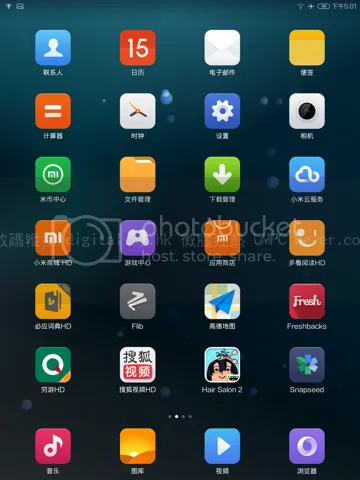 下午5:01
15
联系人 日历 电子邮件 便签
计算器 时钟 设置 相机
米币中心 文件管理 下载管理 小米云服务
photobucket
小米商城 HD 游戏中心 应用商店 多看阅读HD
host. store. share.
Fresh
必应词典HD Flib 高德地图 Freshbacks
搜狐
视频
穷游HD 搜狐视频HD Hair Salon 2 Snapseed
音乐 图库 视频 浏览器